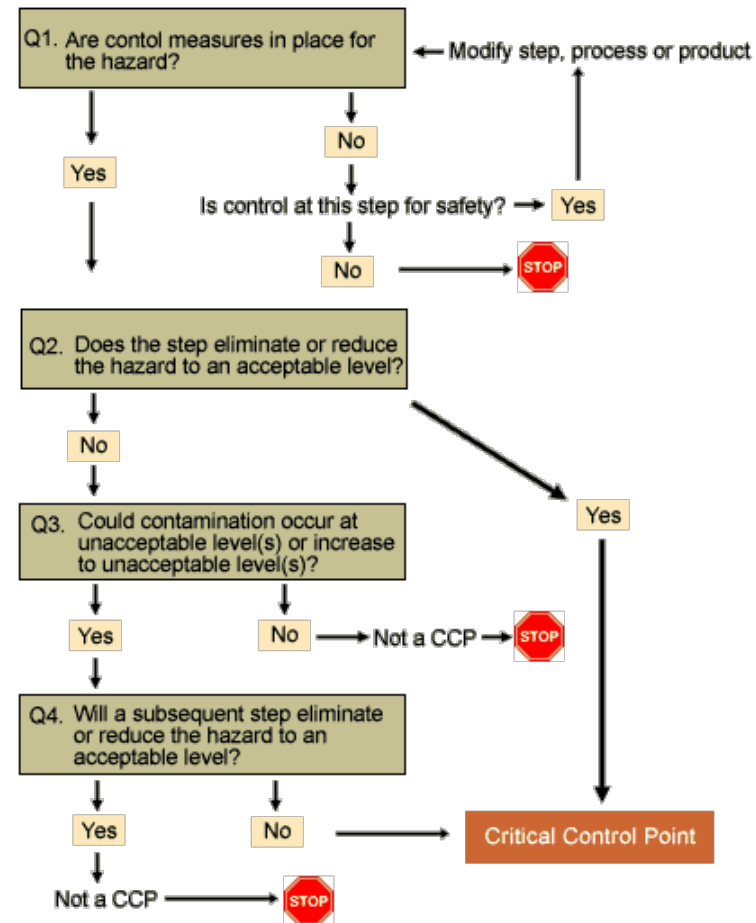 Q1. Are contol measures in place for
the hazard?
Modify step, process or product
No
Yes
Is control at this step for safety?
Yes
No
STOP
Q2. Does the step eliminate or reduce
the hazard to an acceptable level?
No
Yes
Q3. Could contamination occur at
unacceptable level(s) or increase
to unacceptable level(s)?
Yes
No
Not a CCP
STOP
Q4. Will a subsequent step eliminate
or reduce the hazard to an
acceptable level?
Yes
No
Critical Control Point
Not a CCP
STOP